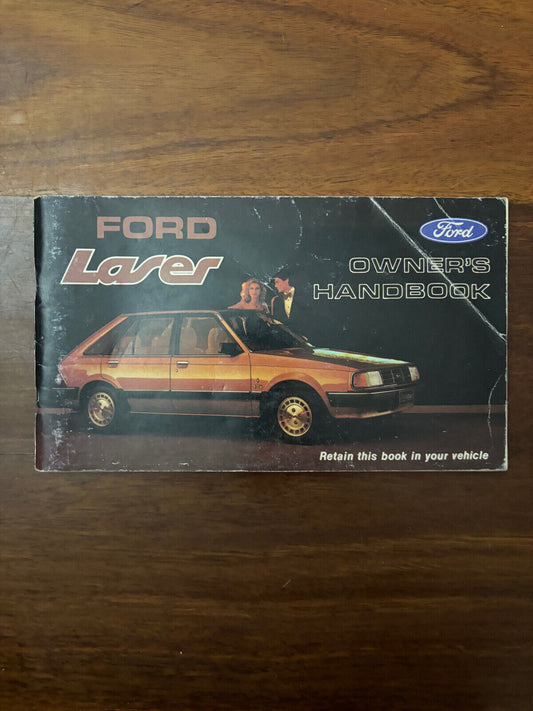 FORD
Laser
Ford
OWNER'S
HANDBOOK
Retain this book in your vehicle